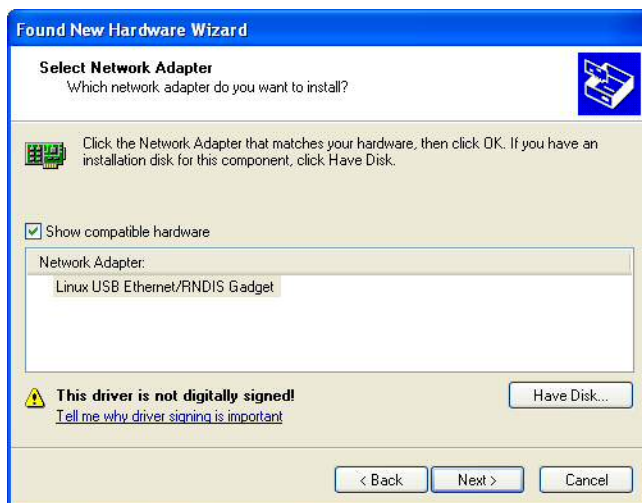 Found New Hardware Wizard
Select Network Adapter
Which network adapter do you want to install?
Click the Network Adapter that matches your hardware, then click OK. If you have an
installation disk for this component, click Have Disk.
Show compatible hardware
Network Adapter:
Linux USB Ethernet/RNDIS Gadget
This driver is not digitally signed!
Tell me why driver signing is important
Have Disk...
< Back
Next >
Cancel